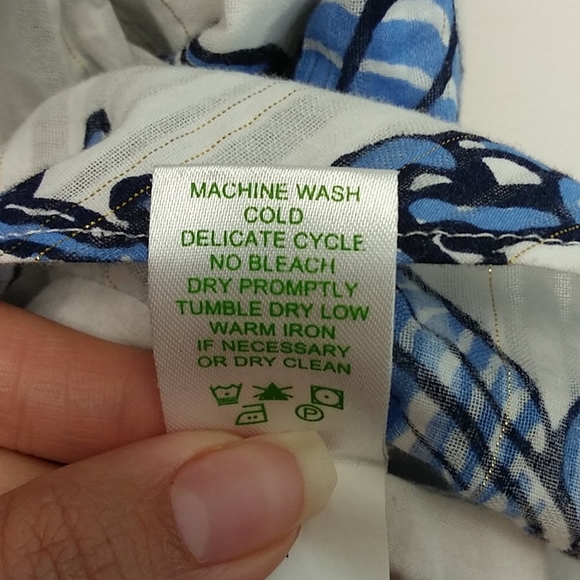 MACHINE WASH
COLD
DELICATE CYCLE
NO BLEACH
DRY PROMPTLY
TUMBLE DRY LOW
WARM IRON
IF NECESSARY
OR DRY CLEAN
P